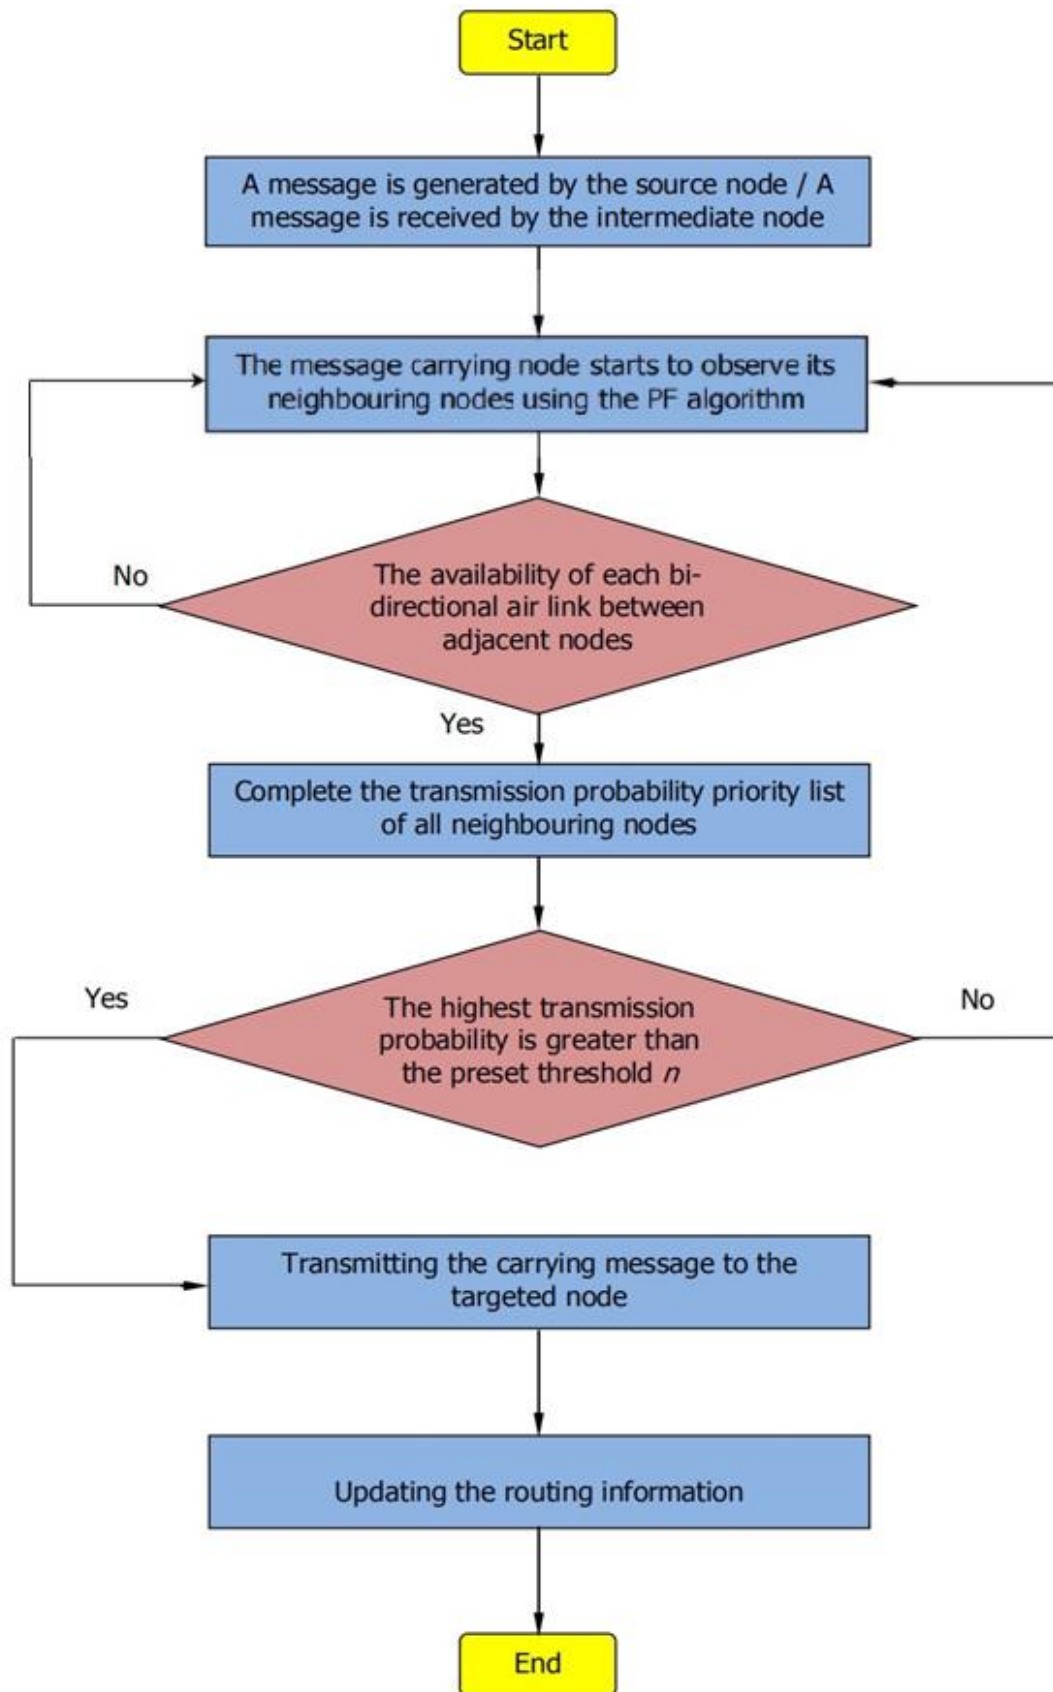 Start
A message is generated by the source node / A
message is received by the intermediate node
The message carrying node starts to observe its
neighbouring nodes using the PF algorithm
No
The availability of each bi-
directional air link between
adjacent nodes
Yes
Complete the transmission probability priority list
of all neighbouring nodes
Yes
The highest transmission
probability is greater than
the preset threshold n
No
Transmitting the carrying message to the
targeted node
Updating the routing information
End